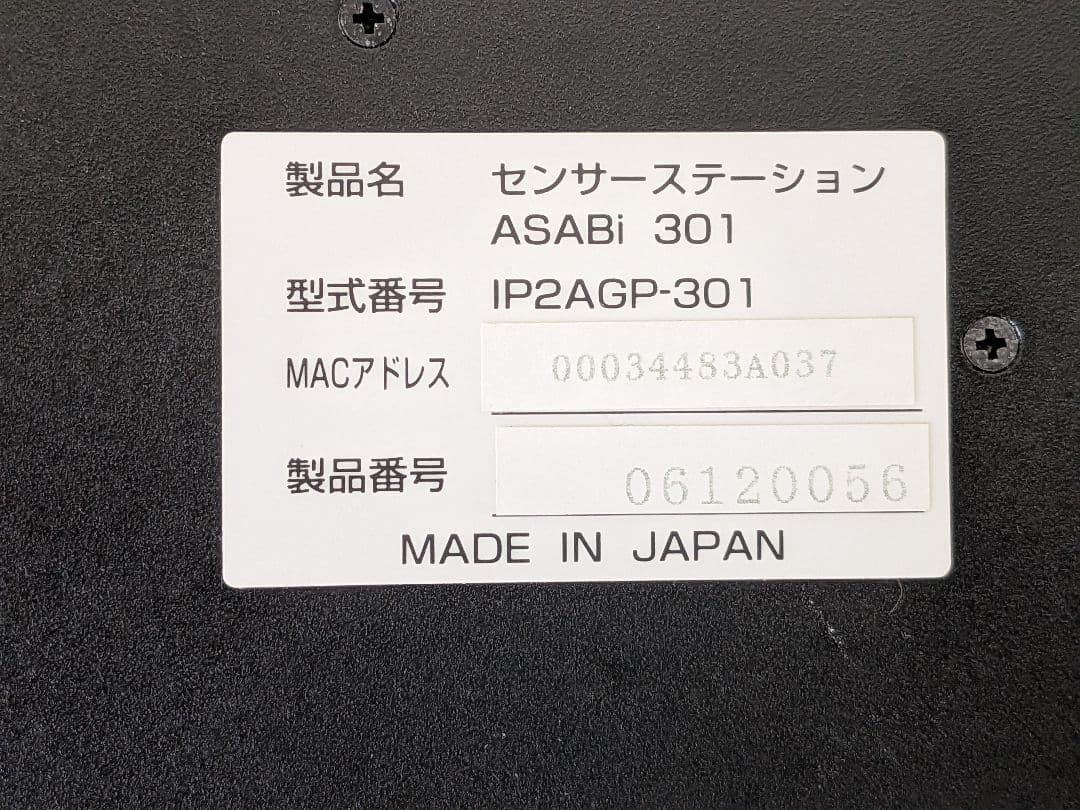 製品名 センサーステーション
ASABi 301
型式番号 IP2AGP-301
MACアドレス 00034483A037
製品番号 06120056
MADE IN JAPAN